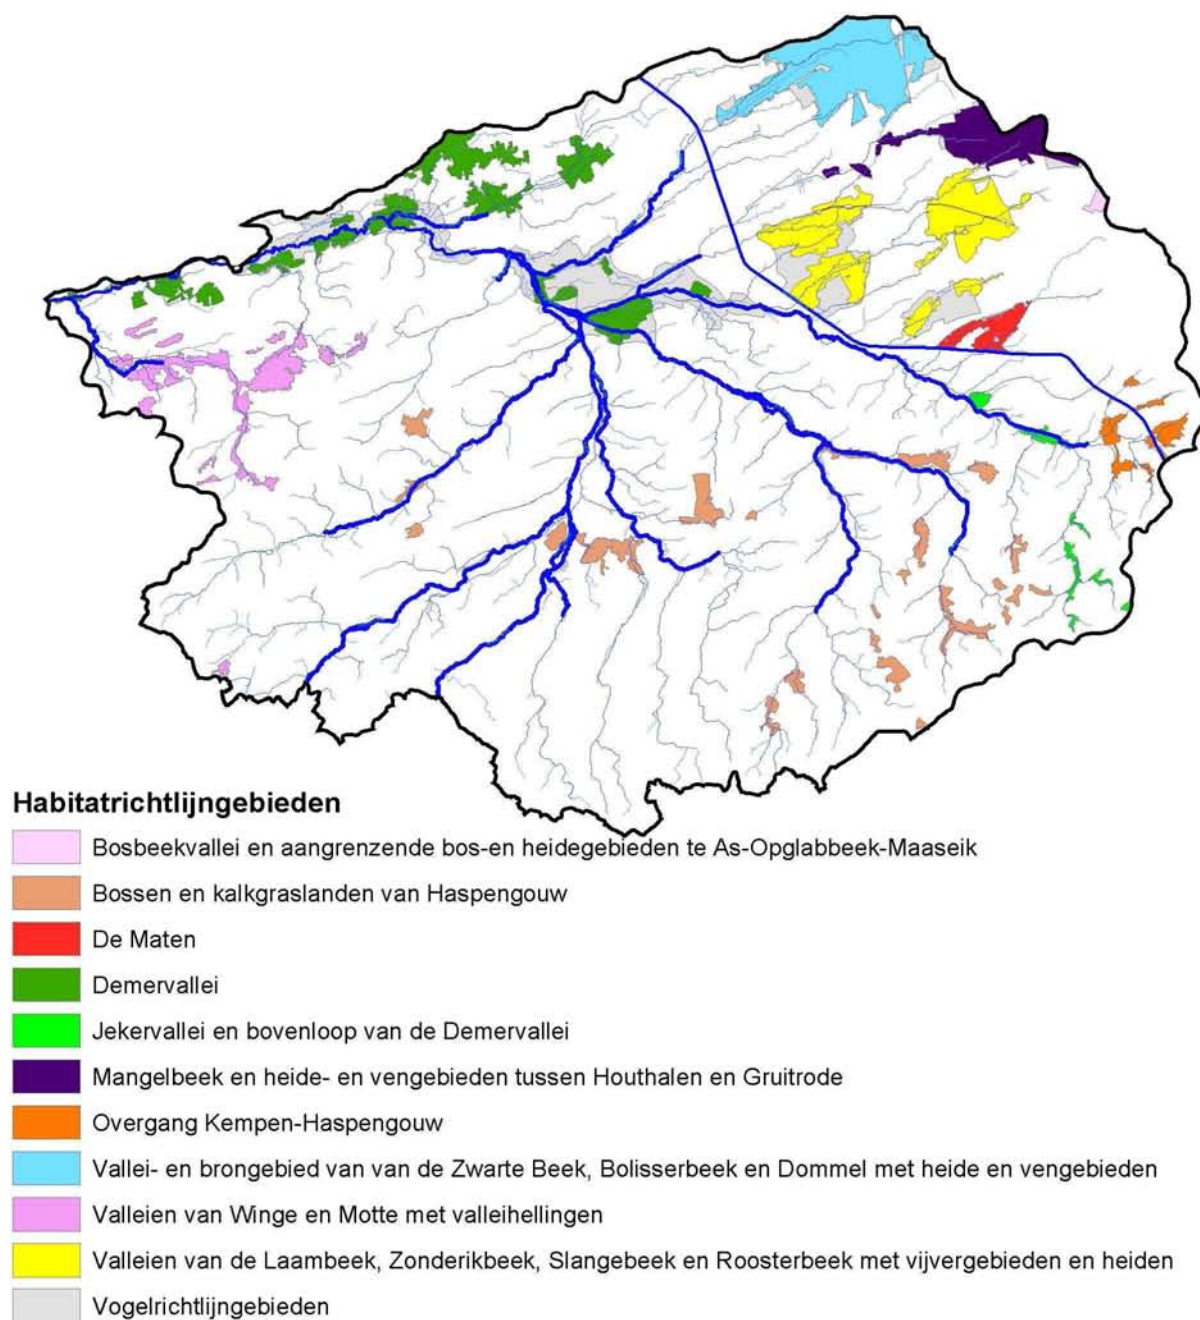 Habitatrichtlijngebieden
Bosbeekvallei en aangrenzende bos-en heidegebieden te As-Opglabbeek-Maaseik
Bossen en kalkgraslanden van Haspengouw
De Maten
Demervallei
Jekervallei en bovenloop van de Demervallei
Mangelbeek en heide- en vengebieden tussen Houthalen en Gruitrode
Overgang Kempen-Haspengouw
Vallei- en brongebied van van de Zwarte Beek, Bolisserbeek en Dommel met heide en vengebieden
Valleien van Winge en Motte met valleihellingen
Valleien van de Laambeek, Zonderikbeek, Slangebeek en Roosterbeek met vijvergebieden en heiden
Vogelrichtlijngebieden